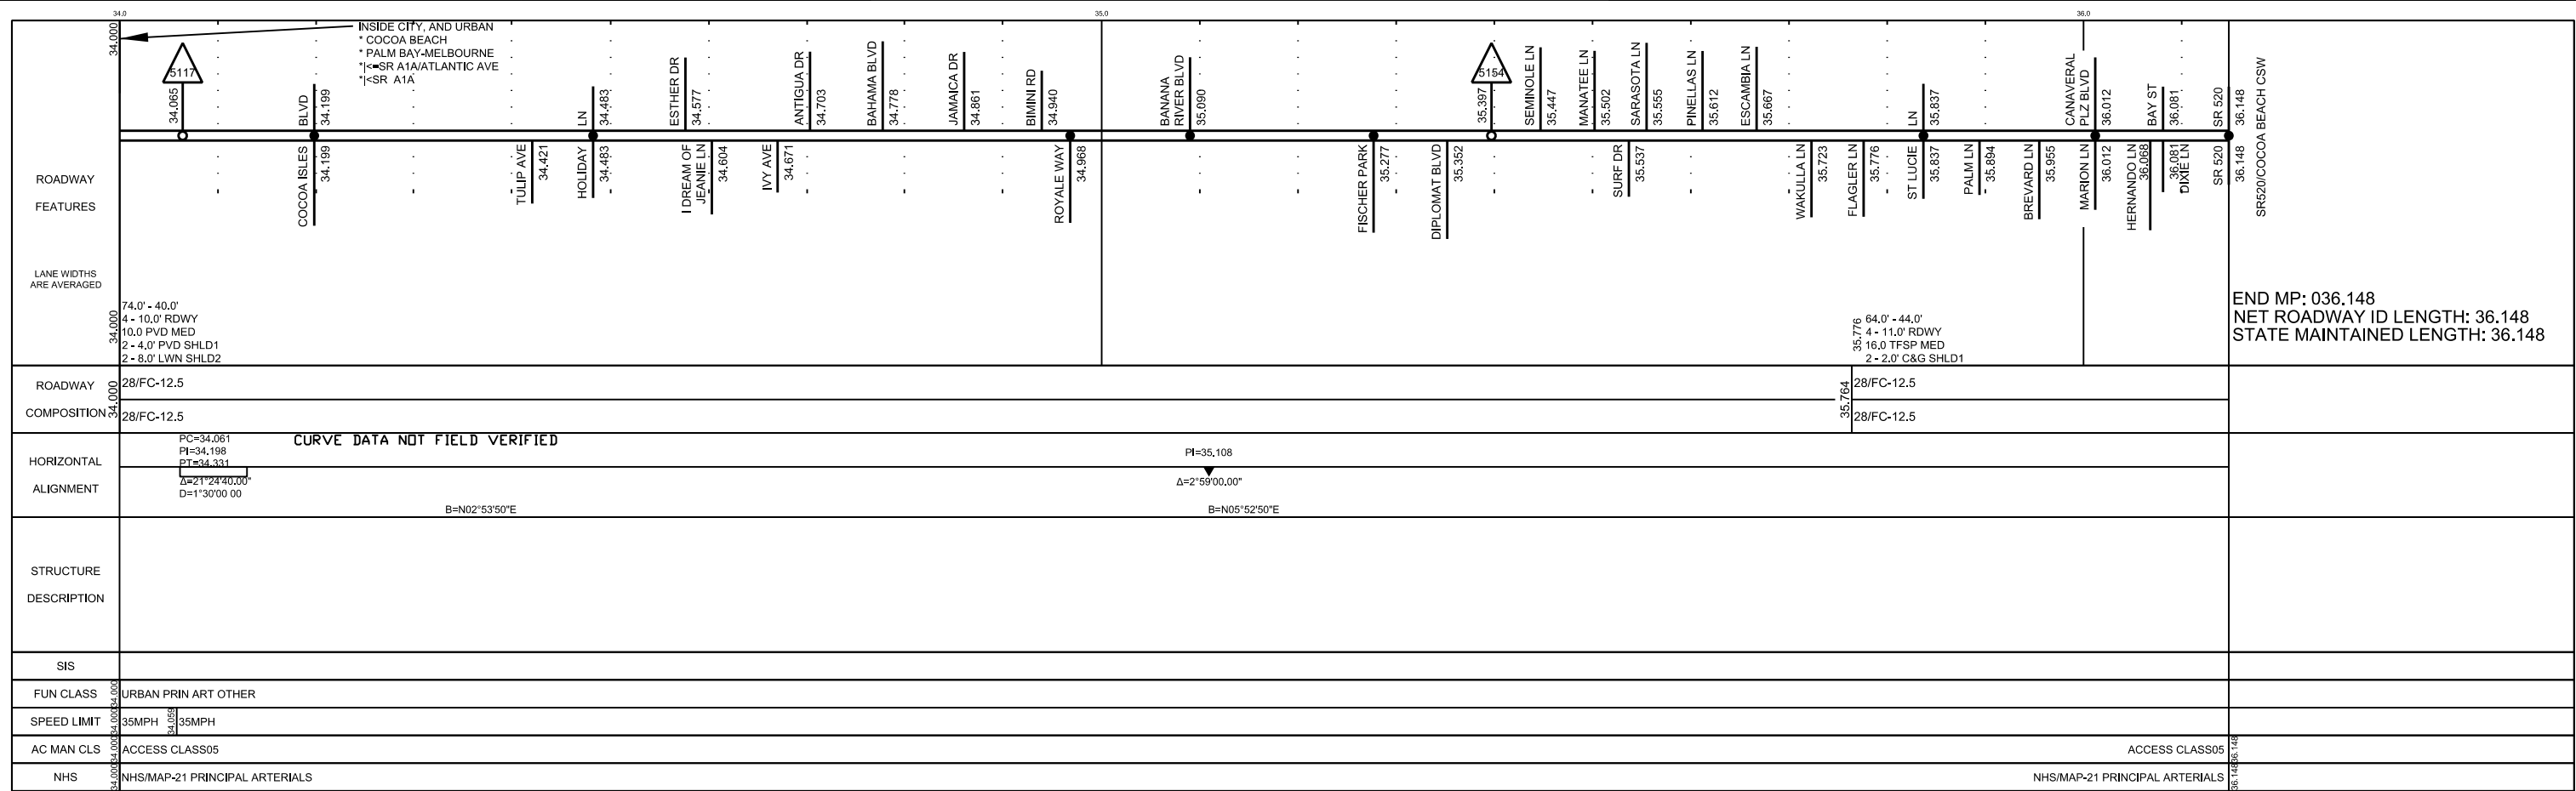 34.0
35.0
36.0
34.000
INSIDE CITY, AND URBAN
* COCOA BEACH
* PALM BAY-MELBOURNE
*|<=SR A1A/ATLANTIC AVE
*|<SR A1A
5117
34.065
BLVD
34.199
LN
34.483
ESTHER DR
34.577
ANTIGUA DR
34.703
BAHAMA BLVD
34.778
JAMAICA DR
34.861
BIMINI RD
34.940
BANANA
RIVER BLVD
35.090
5154
35.397
SEMINOLE LN
35.447
MANATEE LN
35.502
SARASOTA LN
35.555
PINELLAS LN
35.612
ESCAMBIA LN
35.667
LN
35.837
CANAVERAL
PLZ BLVD
36.012
BAY ST
36.081
SR 520
36.148
SR520/COCOA BEACH CSW
ROADWAY
FEATURES
COCOA ISLES
34.199
TULIP AVE
34.421
HOLIDAY
34.483
I DREAM OF
JEANIE LN
34.604
IVY AVE
34.671
ROYALE WAY
34.968
FISCHER PARK
35.277
DIPLOMAT BLVD
35.352
SURF DR
35.537
WAKULLA LN
35.723
FLAGLER LN
35.776
ST LUCIE
35.837
PALM LN
35.894
BREVARD LN
35.955
MARION LN
36.012
HERNANDO LN
36.068
36.081
DIXIE LN
SR 520
36.148
LANE WIDTHS
ARE AVERAGED
34.000
74.0' - 40.0'
4 - 10.0' RDWY
10.0 PVD MED
2 - 4.0' PVD SHLD1
2 - 8.0' LWN SHLD2
35.776
64.0' - 44.0'
4 - 11.0' RDWY
16.0 TFSP MED
2 - 2.0' C&G SHLD1
END MP: 036.148
NET ROADWAY ID LENGTH: 36.148
STATE MAINTAINED LENGTH: 36.148
ROADWAY
COMPOSITION
34.000
28/FC-12.5
28/FC-12.5
35.764
28/FC-12.5
28/FC-12.5
HORIZONTAL
ALIGNMENT
PC=34.061
PI=34.198
PT=34.331
CURVE DATA NOT FIELD VERIFIED
Δ=21°24'40.00"
D=1°30'00 00
B=N02°53'50"E
PI=35.108
Δ=2°59'00.00"
B=N05°52'50"E
STRUCTURE
DESCRIPTION
SIS
FUN CLASS
34.000
URBAN PRIN ART OTHER
SPEED LIMIT
34.000
35MPH
34.059
35MPH
AC MAN CLS
34.000
ACCESS CLASS05
ACCESS CLASS05
36.148
NHS
34.000
NHS/MAP-21 PRINCIPAL ARTERIALS
NHS/MAP-21 PRINCIPAL ARTERIALS
36.148